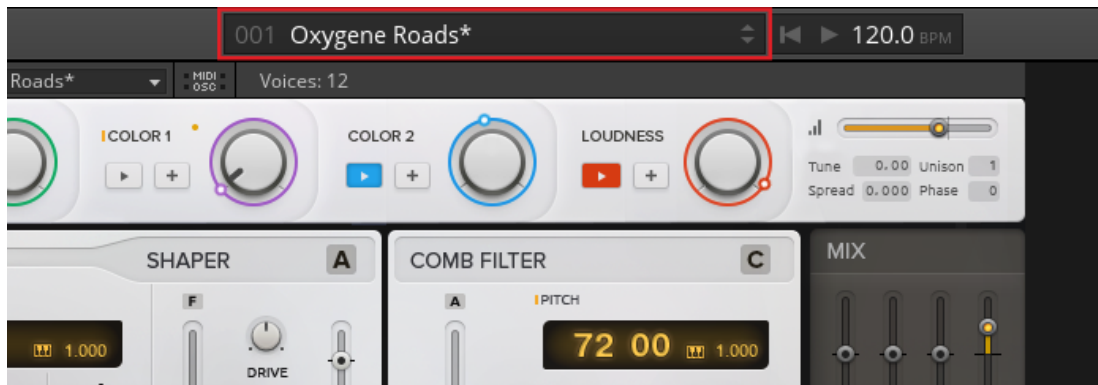 001 Oxygene Roads* 120.0 BPM
Roads* MIDI OSC Voices: 12
COLOR 1 COLOR 2 LOUDNESS
Tune 0.00 Unison 1
Spread 0.000 Phase 0
SHAPER A COMB FILTER C MIX
F A PITCH
1.000 72 00 1.000
DRIVE